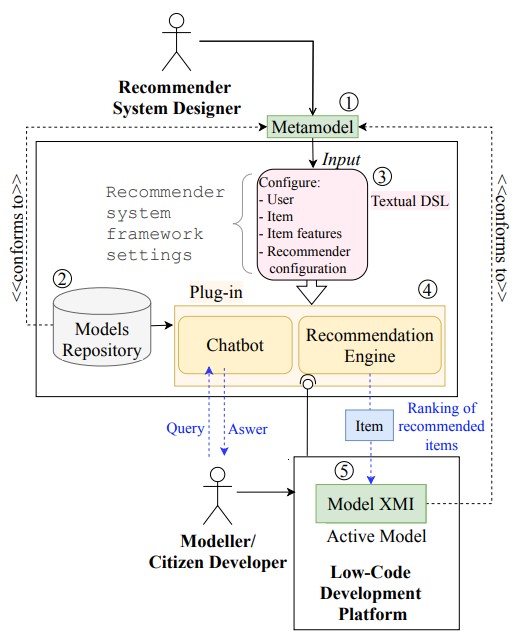 Recommender
System Designer
①
Metamodel
Input
③
Configure:
- User
- Item
- Item features
- Recommender
configuration
Textual DSL
Recommender
system
framework
settings
<<conforms to>>
<<conforms to>>
②
Models
Repository
Plug-in
④
Chatbot
Recommendation
Engine
Query
Aswer
Item
Ranking of
recommended
items
⑤
Model XMI
Active Model
Modeller/
Citizen Developer
Low-Code
Development
Platform